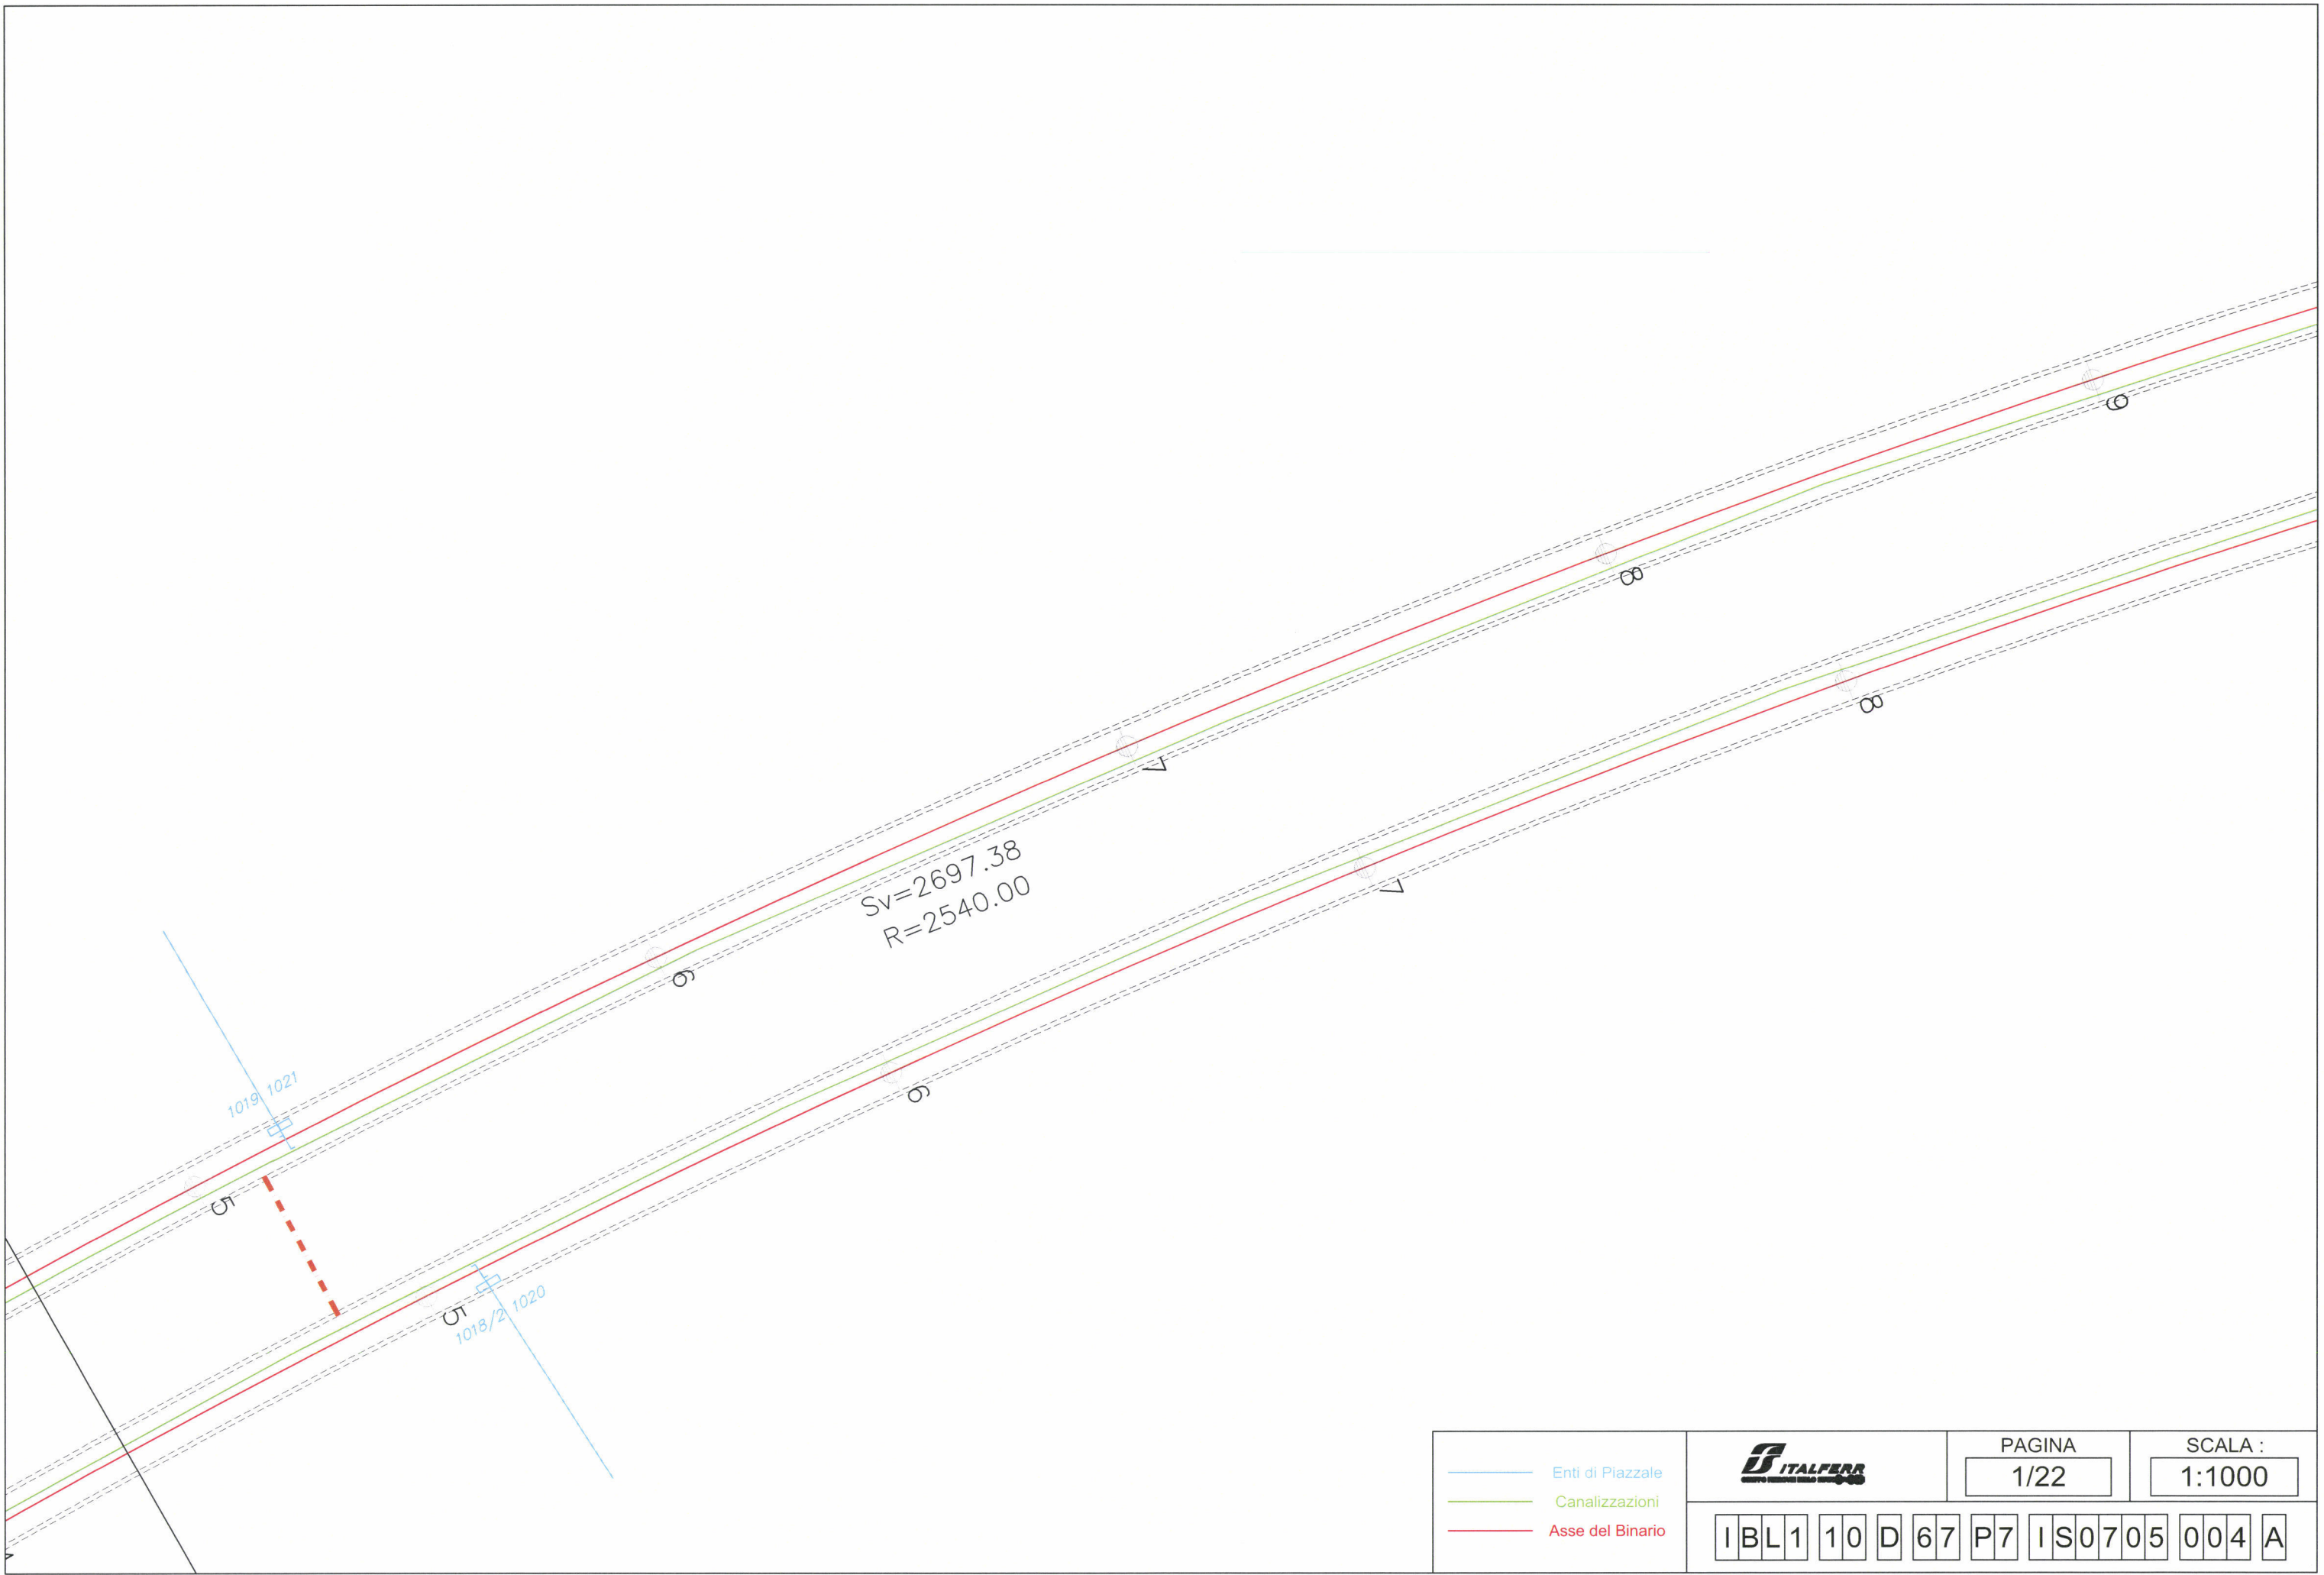 9
8
8
7
Sv=2697.38
R=2540.00
7
6
6
1019 1021
5
1018/2 1020
5
Enti di Piazzale
Canalizzazioni
Asse del Binario
ITALFERR
PAGINA
1/22
SCALA :
1:1000
IBL1 10 D 67 P7 IS0705 004 A